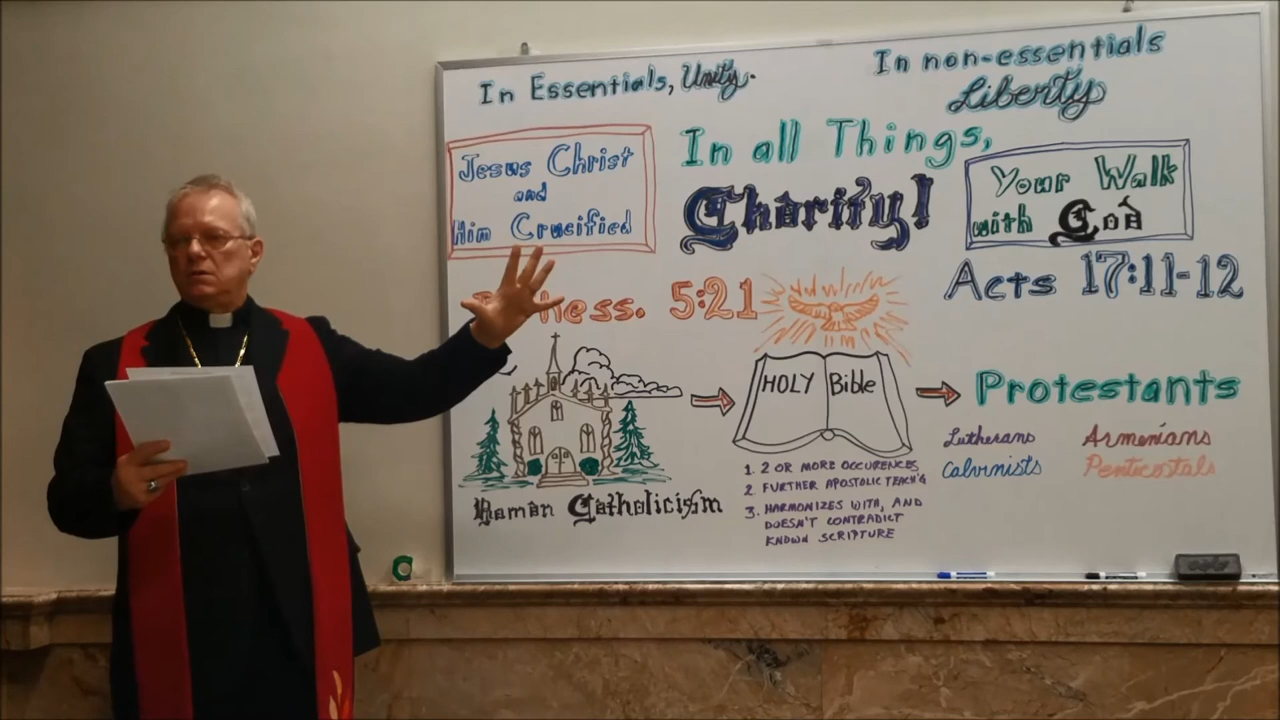 In Essentials, Unity.
In non-essentials
Liberty
In all Things,
Charity!
Jesus Christ
and
Him Crucified
Your Walk
with God
Acts 17:11-12
5:21
HOLY Bible
Protestants
Lutherans
Armenians
Calvinists
Pentecostals
Roman Catholicism
1. 2 OR MORE OCCURENCES
2. FURTHER APOSTOLIC TEACH'G
3. HARMONIZES WITH, AND
DOESN'T CONTRADICT
KNOWN SCRIPTURE